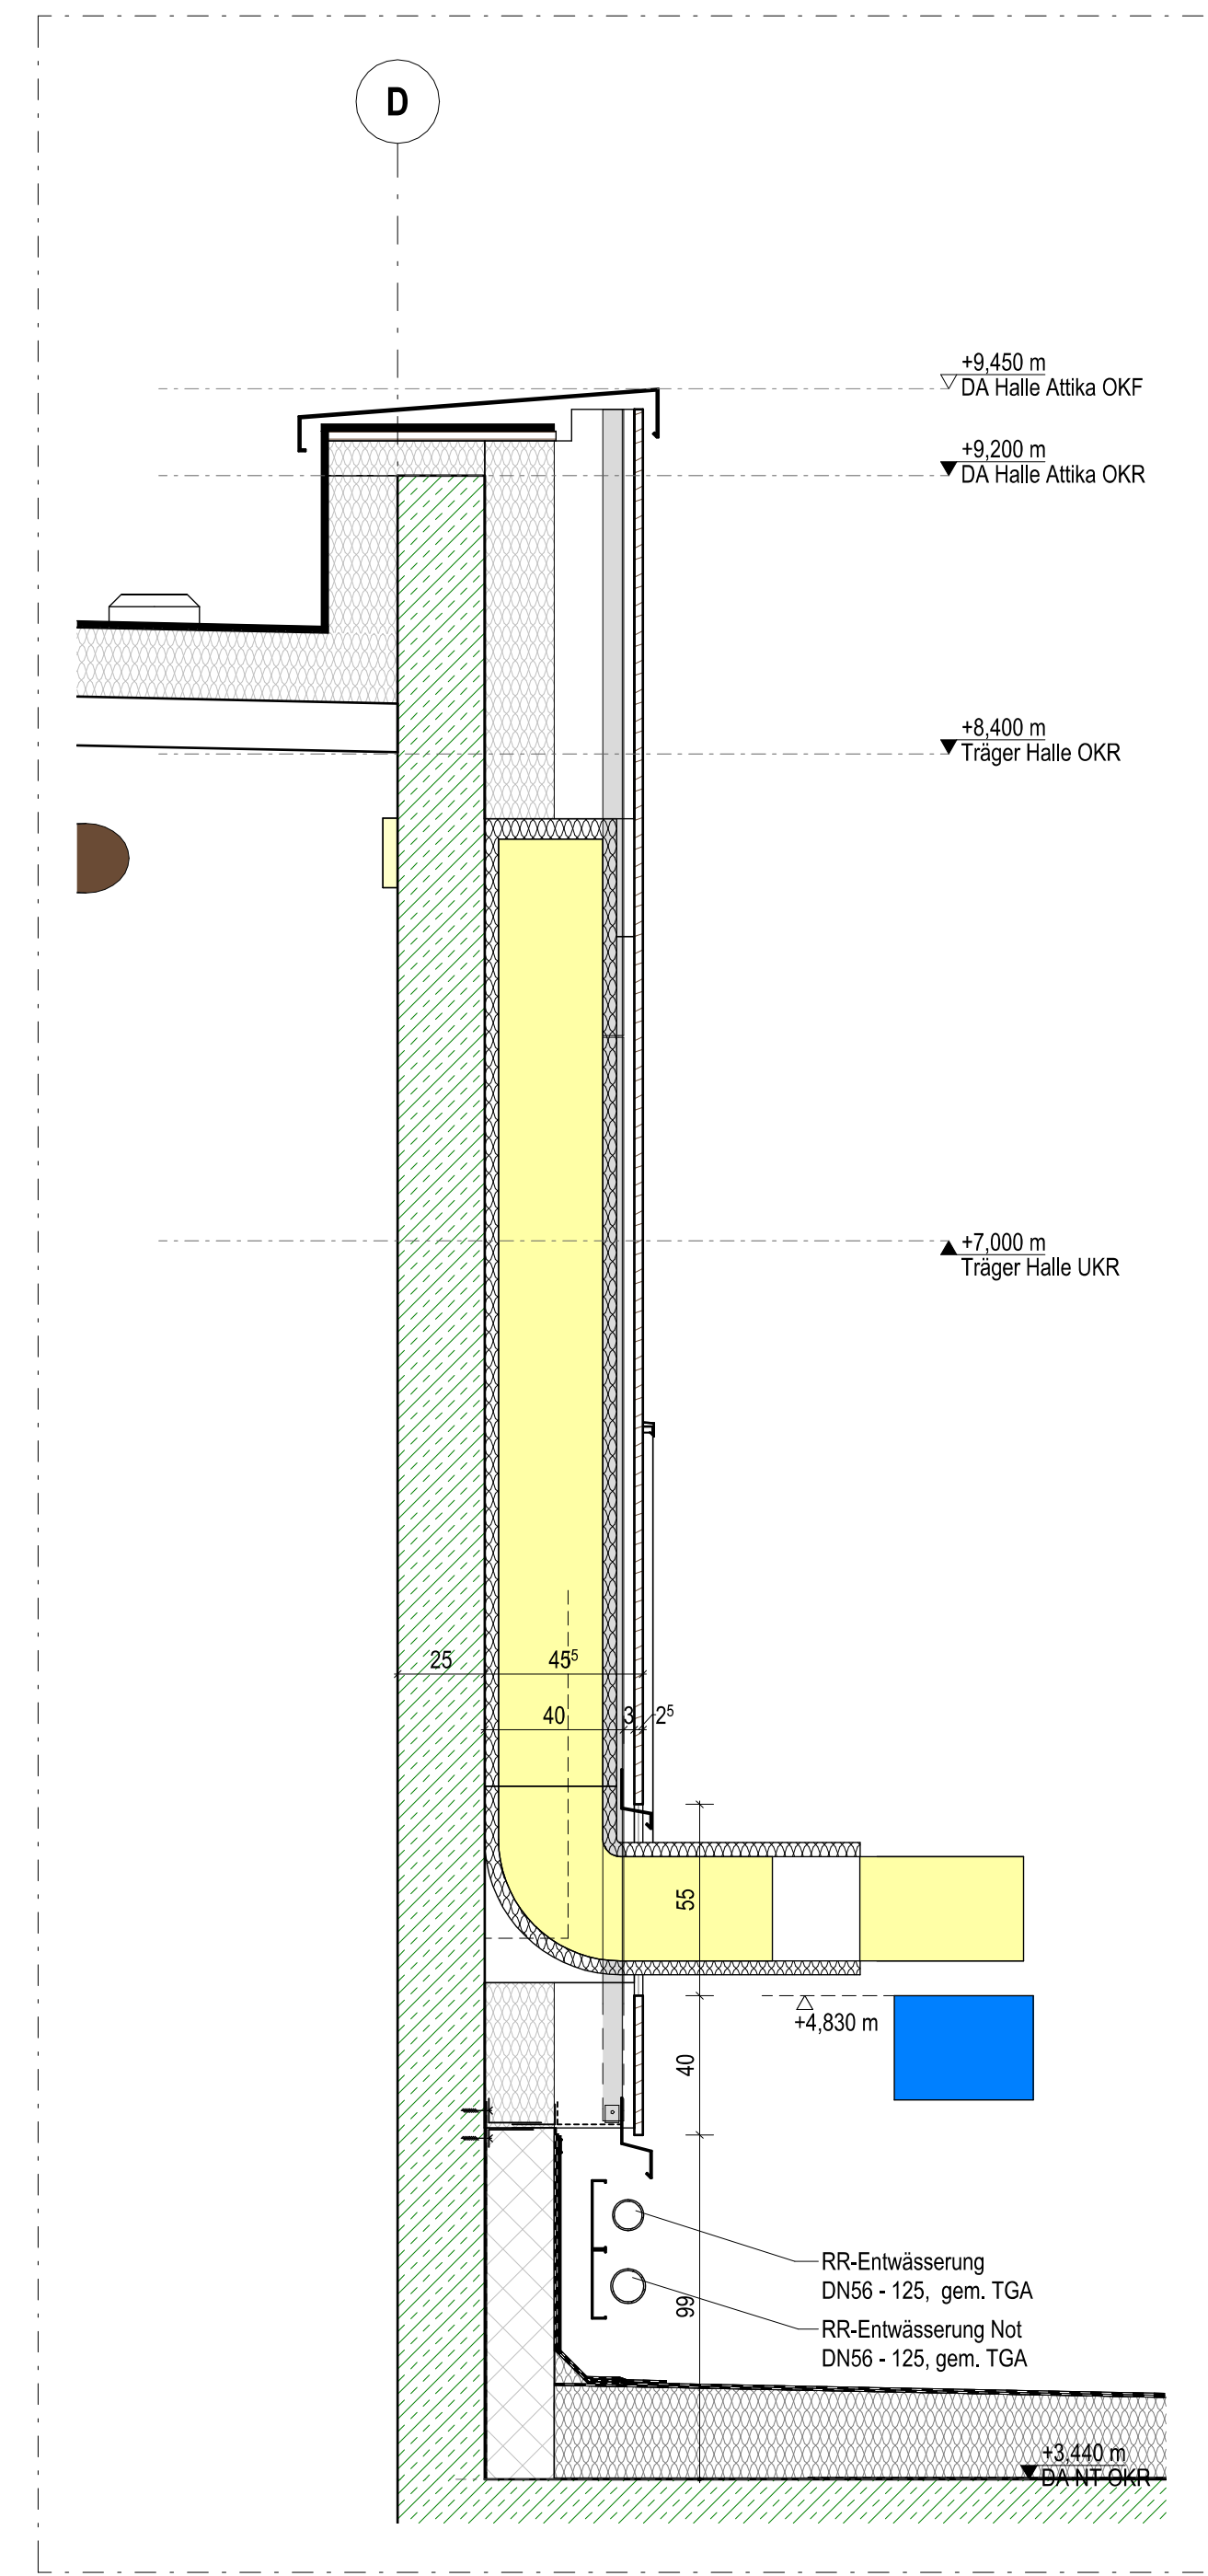 D
+9,450 m
DA Halle Attika OKF
+9,200 m
DA Halle Attika OKR
+8,400 m
Träger Halle OKR
+7,000 m
Träger Halle UKR
25
45⁵
40
3
2⁵
55
+4,830 m
40
RR-Entwässerung
DN56 - 125, gem. TGA
99
RR-Entwässerung Not
DN56 - 125, gem. TGA
+3,440 m
DA NT OKR